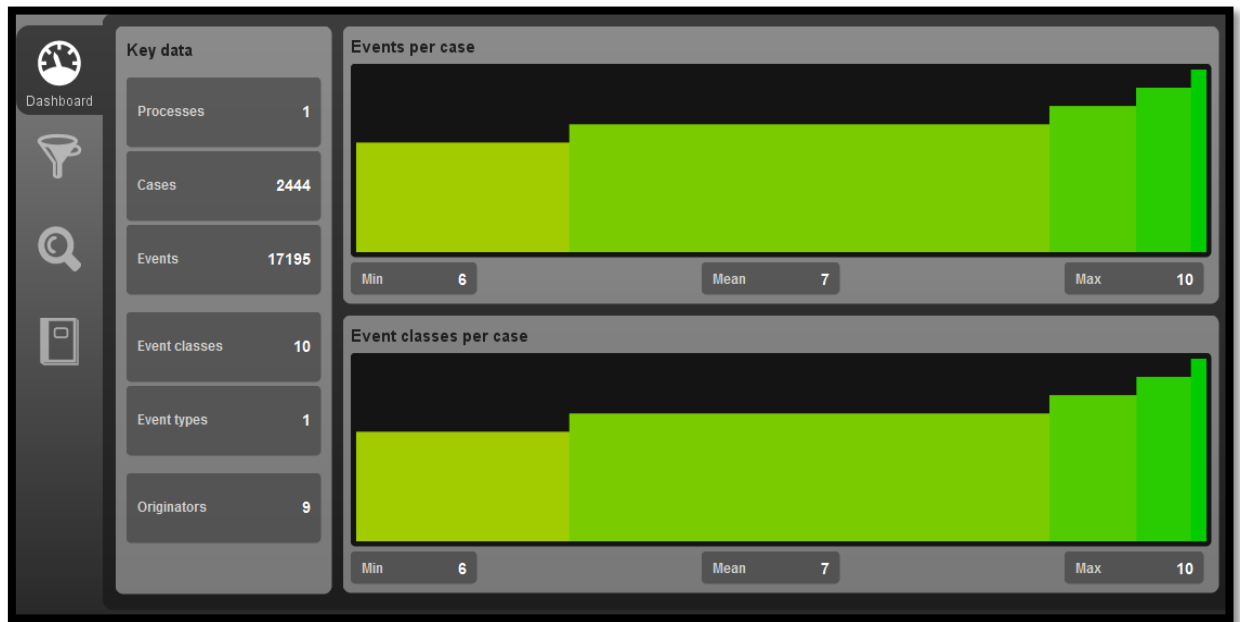 Dashboard
Key data
Processes 1
Cases 2444
Events 17195
Event classes 10
Event types 1
Originators 9
Events per case
Min 6 Mean 7 Max 10
Event classes per case
Min 6 Mean 7 Max 10